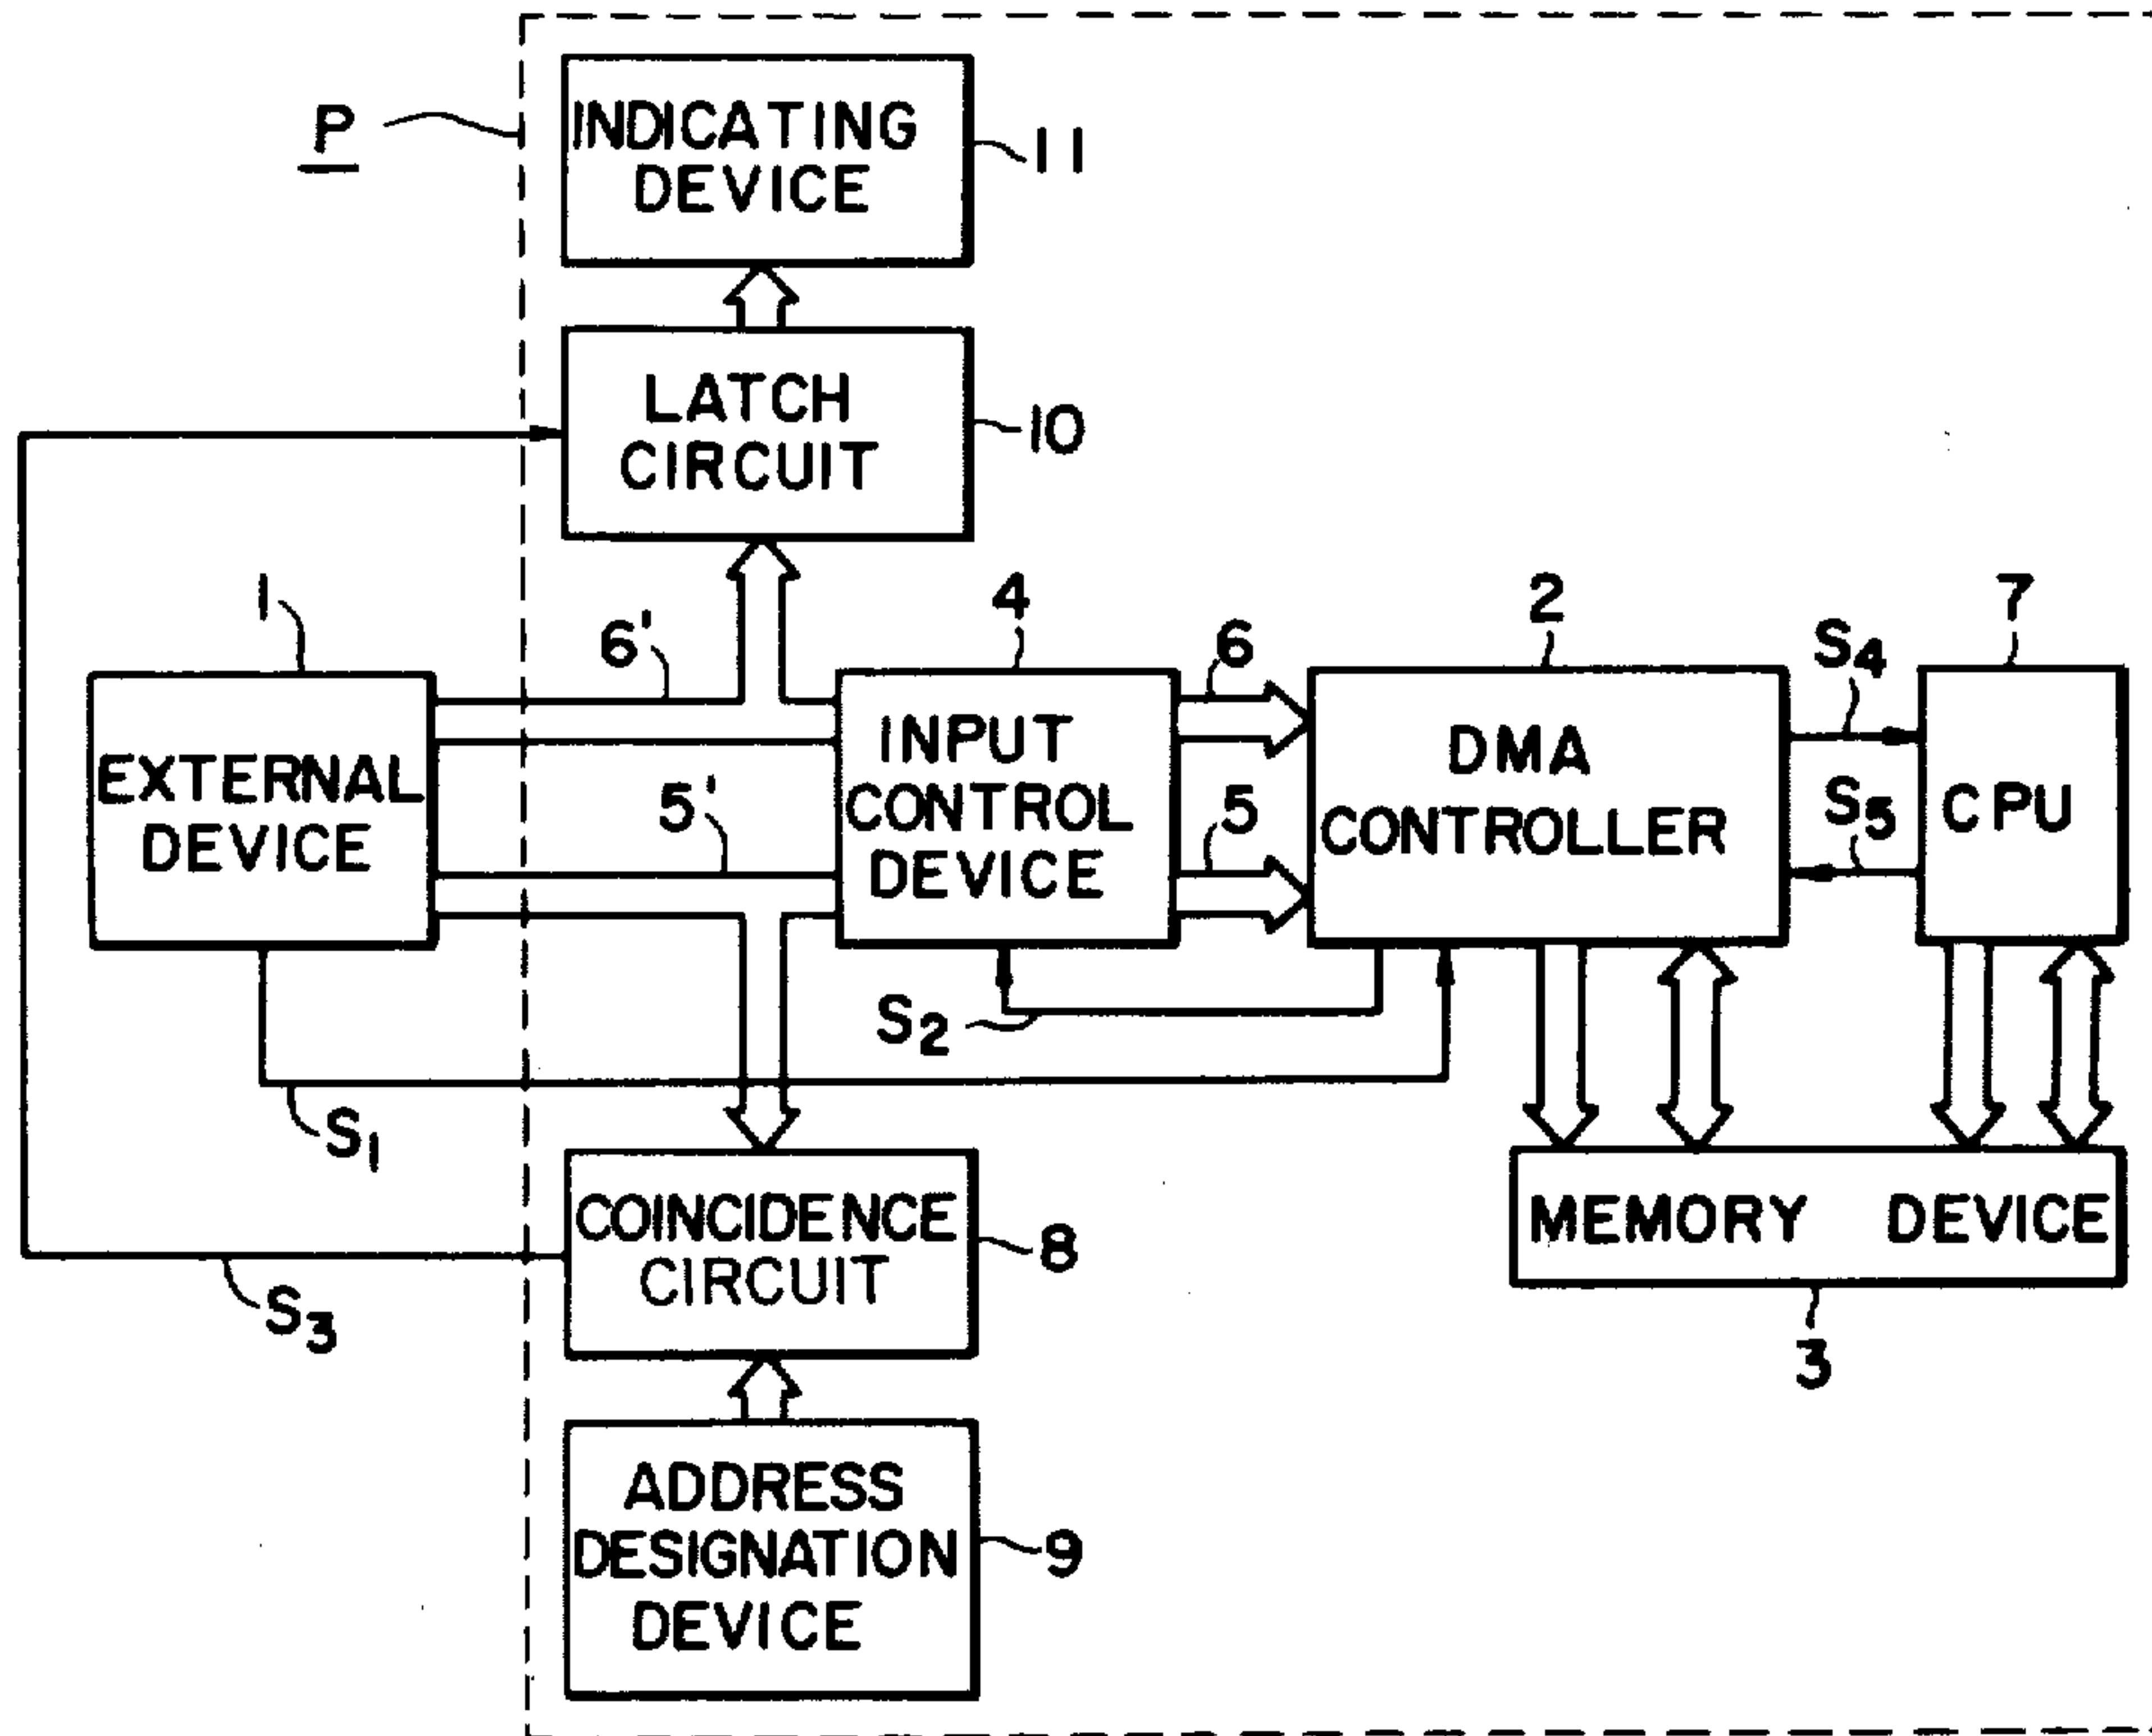 P
INDICATING
DEVICE
11
LATCH
CIRCUIT
10
1
6'
4
6
2
S4
7
EXTERNAL
DEVICE
5'
INPUT
CONTROL
DEVICE
5
DMA
CONTROLLER
S5
CPU
S2
S1
COINCIDENCE
CIRCUIT
8
MEMORY DEVICE
S3
3
ADDRESS
DESIGNATION
DEVICE
9